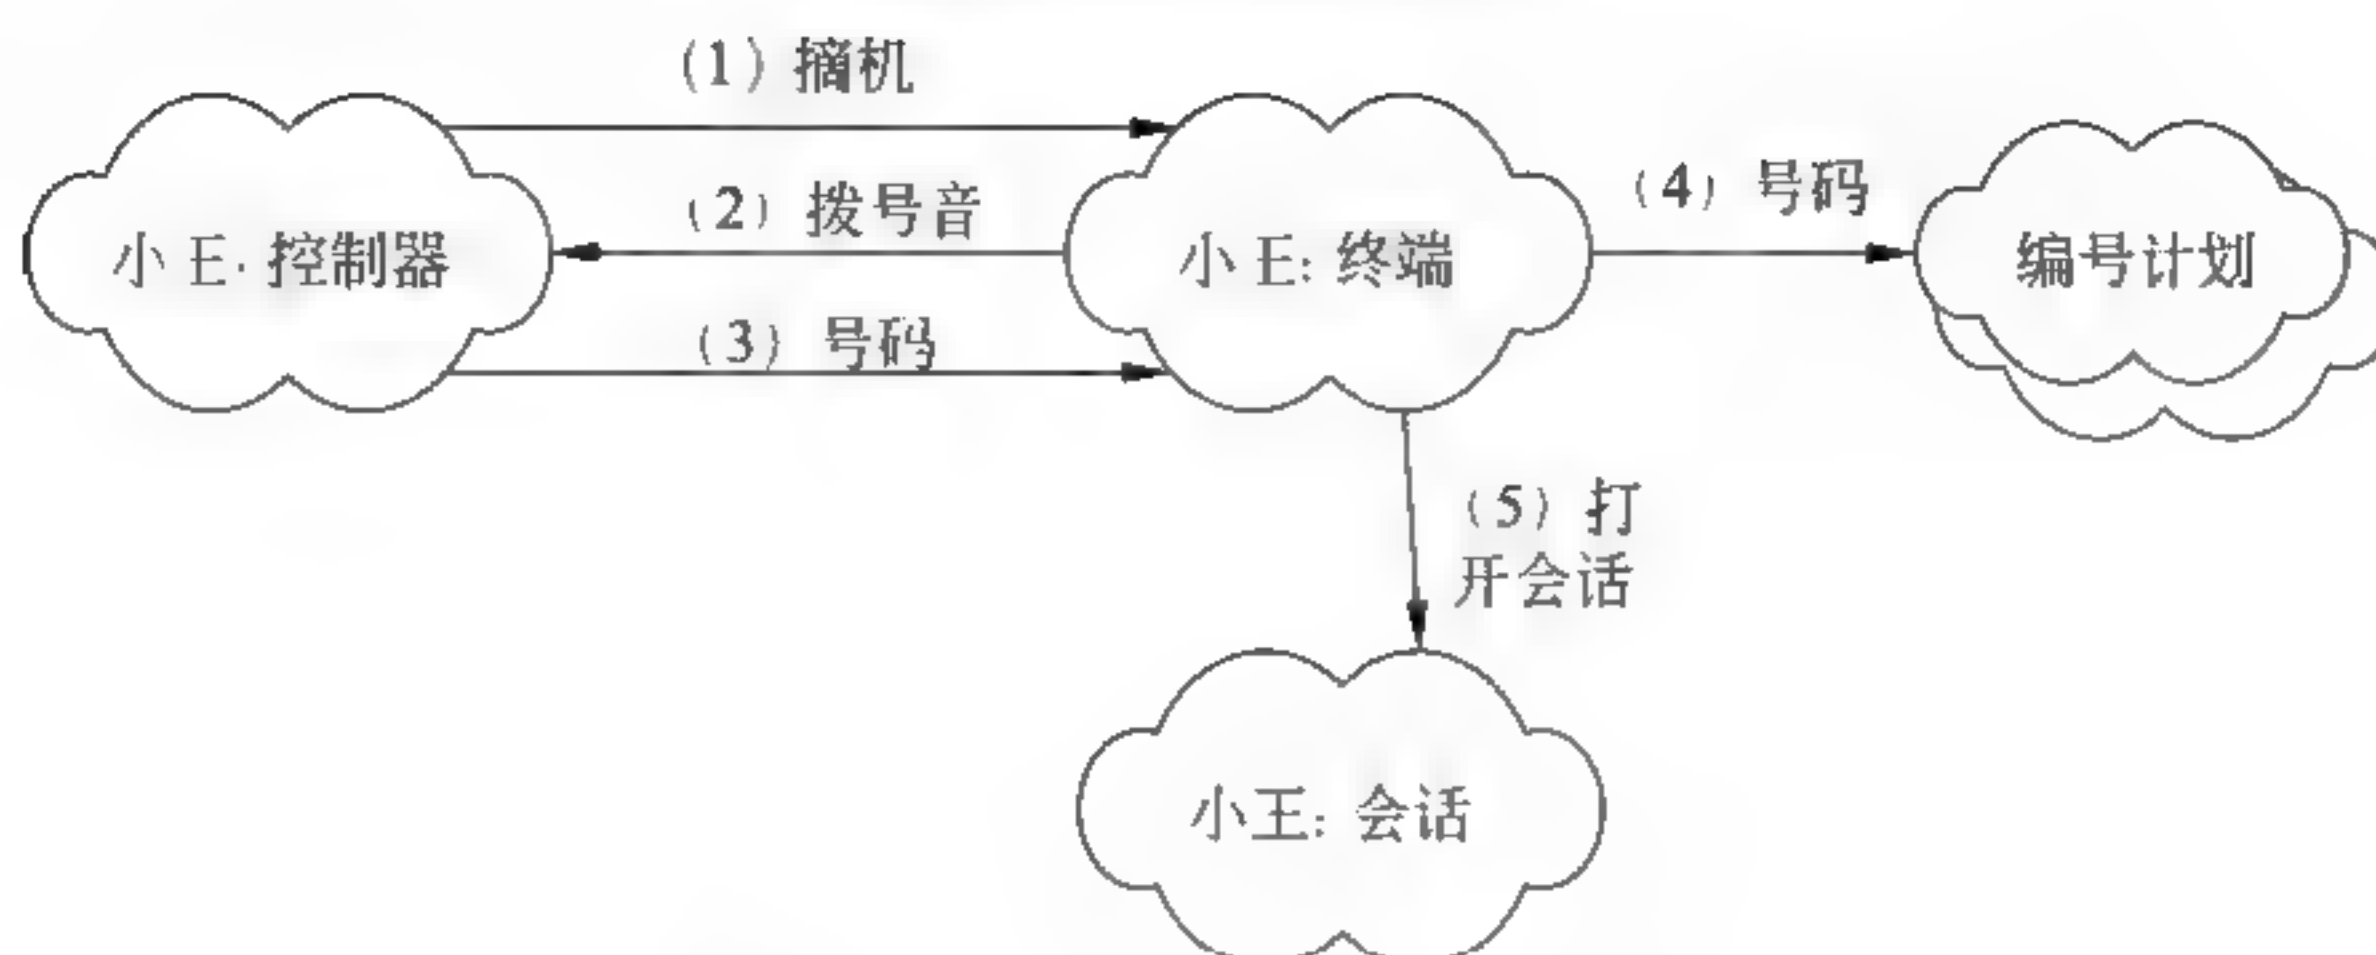 (1) 摘机
(2) 拨号音
(4) 号码
小王·控制器
小王: 终端
编号计划
(3) 号码
(5) 打
开会话
小王: 会话